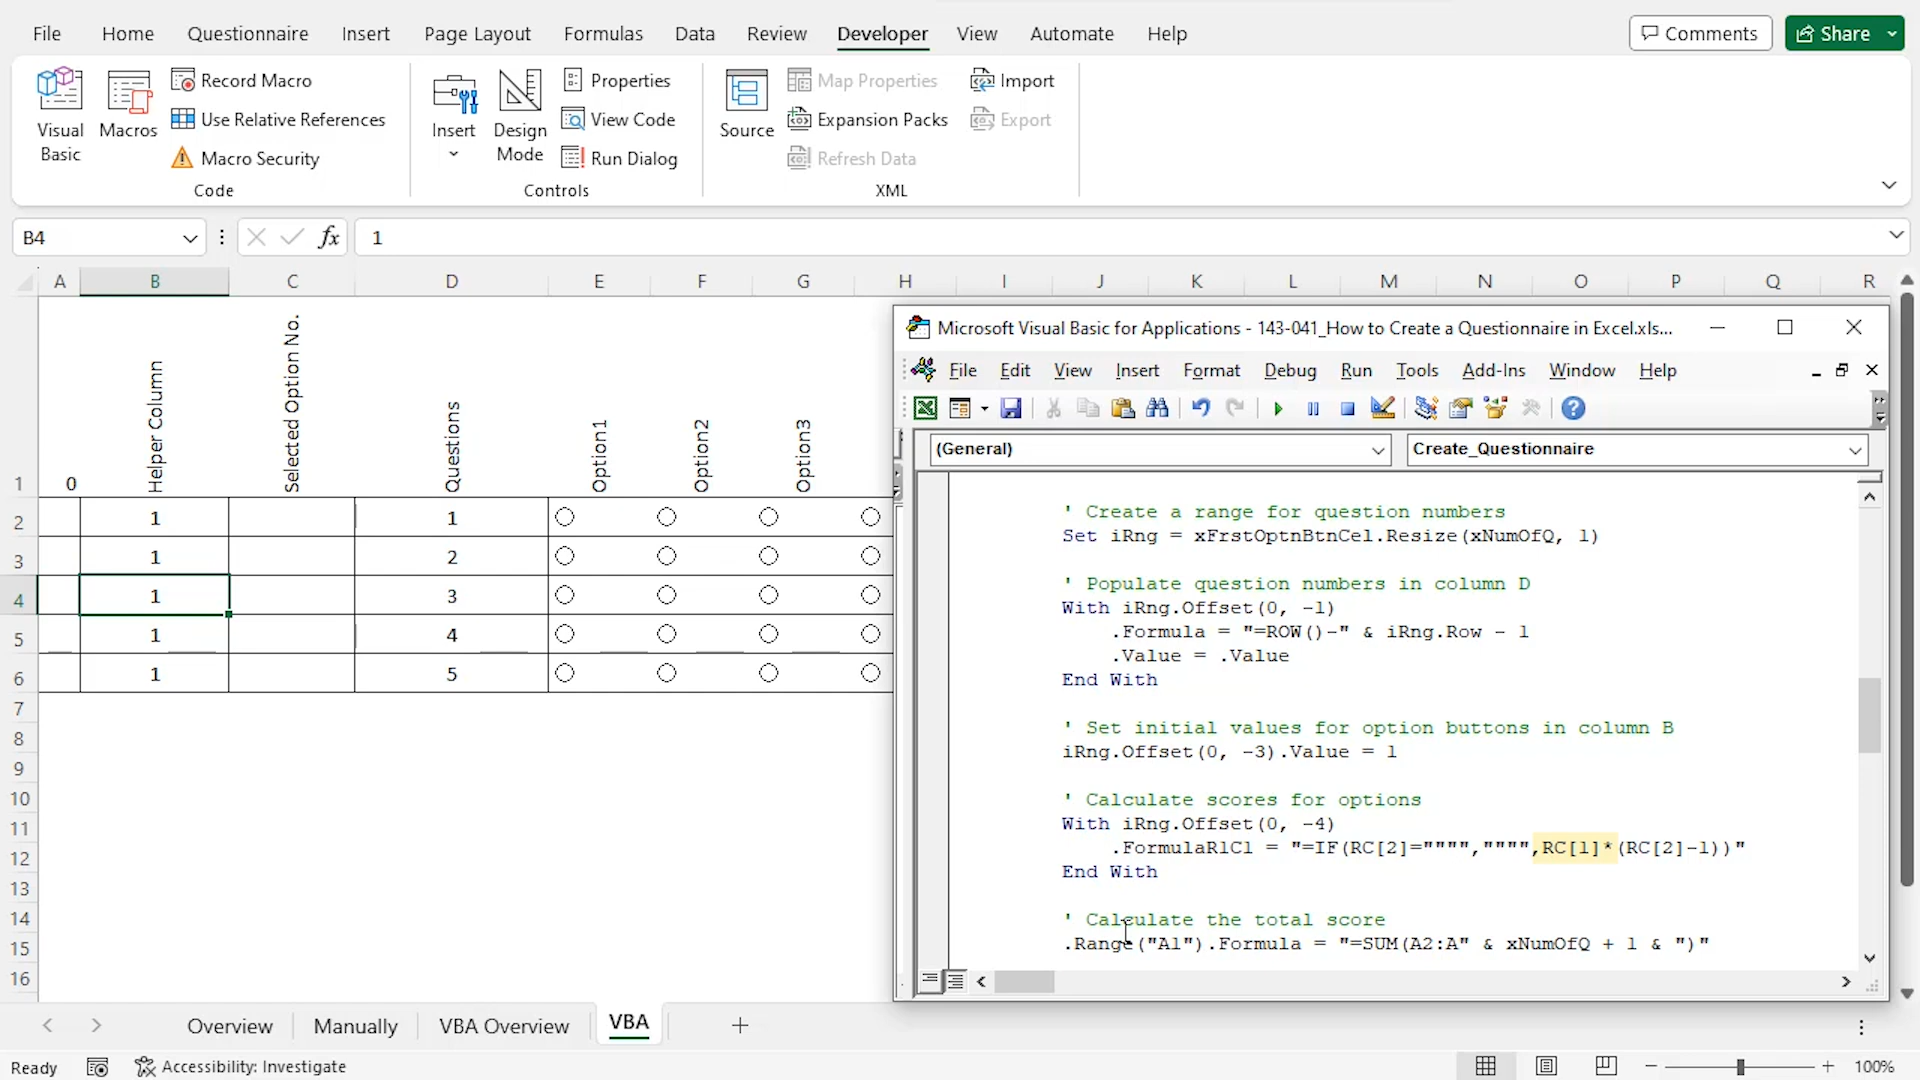 File Home Questionnaire Insert Page Layout Formulas Data Review Developer View Automate Help Comments Share
Visual Basic
Macros
Record Macro
Use Relative References
Macro Security
Code
Insert
Design Mode
Properties
View Code
Run Dialog
Controls
Source
Map Properties
Expansion Packs
Refresh Data
Import
Export
XML
B4 fx 1
A B C D E F G H I J K L M N O P Q R
1 0 Helper Column Selected Option No. Questions Option1 Option2 Option3
2 1 1
3 1 2
4 1 3
5 1 4
6 1 5
7
8
9
10
11
12
13
14
15
16
Microsoft Visual Basic for Applications - 143-041_How to Create a Questionnaire in Excel.xls...
File Edit View Insert Format Debug Run Tools Add-Ins Window Help
(General) Create_Questionnaire
' Create a range for question numbers
Set iRng = xFrstOptnBtnCel.Resize(xNumOfQ, 1)
' Populate question numbers in column D
With iRng.Offset(0, -1)
.Formula = "=ROW()-" & iRng.Row - 1
.Value = .Value
End With
' Set initial values for option buttons in column B
iRng.Offset(0, -3).Value = 1
' Calculate scores for options
With iRng.Offset(0, -4)
.FormulaR1C1 = "=IF(RC[2]="""","""",RC[1]*(RC[2]-1))"
End With
' Calculate the total score
.Range("A1").Formula = "=SUM(A2:A" & xNumOfQ + 1 & ")"
Overview Manually VBA Overview VBA
Ready Accessibility: Investigate 100%